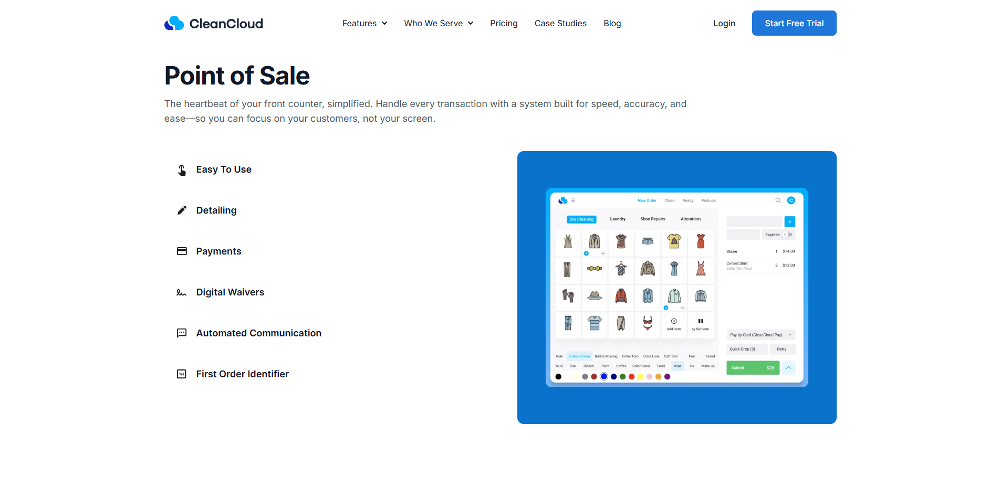 CleanCloud
Features
Who We Serve
Pricing
Case Studies
Blog
Login
Start Free Trial
Point of Sale
The heartbeat of your front counter, simplified. Handle every transaction with a system built for speed, accuracy, and
ease—so you can focus on your customers, not your screen.
Easy To Use
Detailing
Payments
Digital Waivers
Automated Communication
1st First Order Identifier
New Order Clean Ready Pickups
C
Dry Cleaning Laundry Shoe Repairs Alterations
1
2
Add Item by Barcode
Hole Button Broken Button Missing Collar Torn Color Loss Cuff Torn Tear Faded
Mud Biro Bleach Paint Coffee Color Bleed Food Wine Ink Make-up
+
Express
Blazer 1 $14.00
Oxford Shirt 2 $12.00
Collar Torn/Mud
Pay by Card (CleanCloud Pay)
Quick Drop (3) Retry
Submit $26